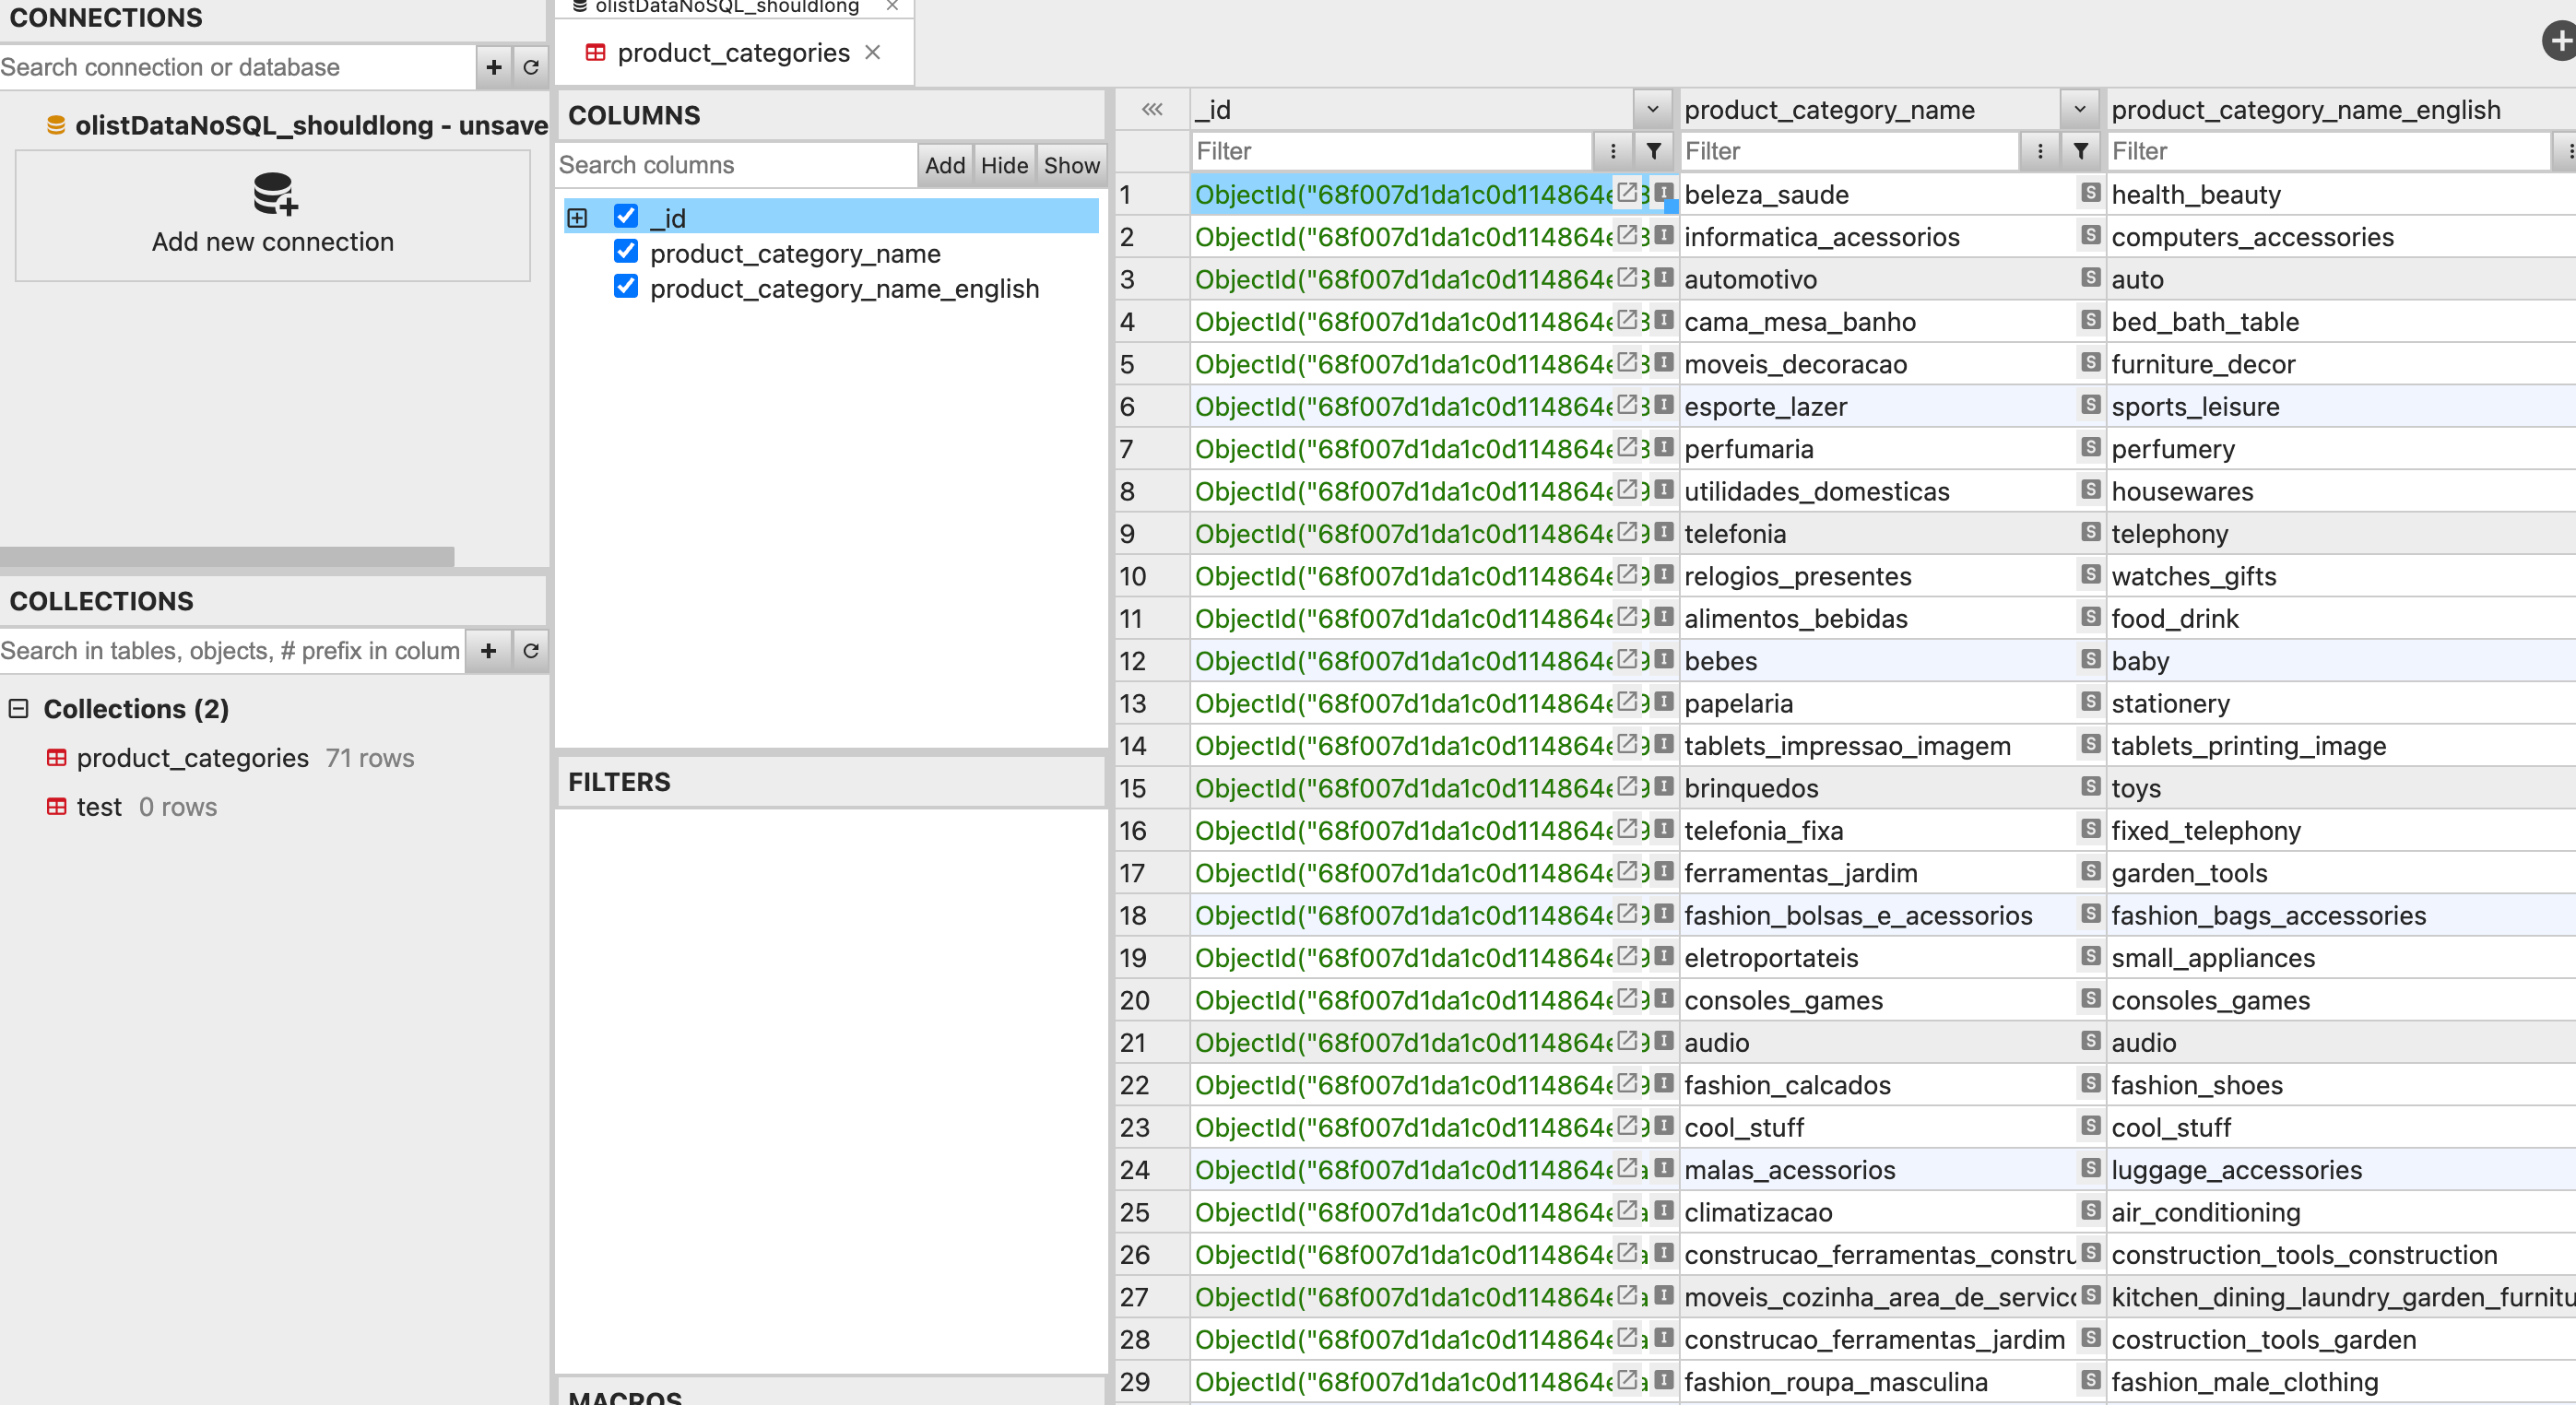 CONNECTIONS
Search connection or database
olistDataNoSQL_shouldlong - unsave
Add new connection
COLLECTIONS
Search in tables, objects, # prefix in colum
Collections (2)
product_categories 71 rows
test 0 rows
olistDataNoSQL_shouldlong
product_categories
COLUMNS
Search columns Add Hide Show
_id
product_category_name
product_category_name_english
FILTERS
MACROS
_id product_category_name product_category_name_english
Filter Filter Filter
1 ObjectId("68f007d1da1c0d114864 beleza_saude S health_beauty
2 ObjectId("68f007d1da1c0d114864 informatica_acessorios S computers_accessories
3 ObjectId("68f007d1da1c0d114864 automotivo S auto
4 ObjectId("68f007d1da1c0d114864 cama_mesa_banho S bed_bath_table
5 ObjectId("68f007d1da1c0d114864 moveis_decoracao S furniture_decor
6 ObjectId("68f007d1da1c0d114864 esporte_lazer S sports_leisure
7 ObjectId("68f007d1da1c0d114864 perfumaria S perfumery
8 ObjectId("68f007d1da1c0d114864 utilidades_domesticas S housewares
9 ObjectId("68f007d1da1c0d114864 telefonia S telephony
10 ObjectId("68f007d1da1c0d114864 relogios_presentes S watches_gifts
11 ObjectId("68f007d1da1c0d114864 alimentos_bebidas S food_drink
12 ObjectId("68f007d1da1c0d114864 bebes S baby
13 ObjectId("68f007d1da1c0d114864 papelaria S stationery
14 ObjectId("68f007d1da1c0d114864 tablets_impressao_imagem S tablets_printing_image
15 ObjectId("68f007d1da1c0d114864 brinquedos S toys
16 ObjectId("68f007d1da1c0d114864 telefonia_fixa S fixed_telephony
17 ObjectId("68f007d1da1c0d114864 ferramentas_jardim S garden_tools
18 ObjectId("68f007d1da1c0d114864 fashion_bolsas_e_acessorios S fashion_bags_accessories
19 ObjectId("68f007d1da1c0d114864 eletroportateis S small_appliances
20 ObjectId("68f007d1da1c0d114864 consoles_games S consoles_games
21 ObjectId("68f007d1da1c0d114864 audio S audio
22 ObjectId("68f007d1da1c0d114864 fashion_calcados S fashion_shoes
23 ObjectId("68f007d1da1c0d114864 cool_stuff S cool_stuff
24 ObjectId("68f007d1da1c0d114864 malas_acessorios S luggage_accessories
25 ObjectId("68f007d1da1c0d114864 climatizacao S air_conditioning
26 ObjectId("68f007d1da1c0d114864 construcao_ferramentas_constru S construction_tools_construction
27 ObjectId("68f007d1da1c0d114864 moveis_cozinha_area_de_servic S kitchen_dining_laundry_garden_furnitu
28 ObjectId("68f007d1da1c0d114864 construcao_ferramentas_jardim S costruction_tools_garden
29 ObjectId("68f007d1da1c0d114864 fashion_roupa_masculina S fashion_male_clothing